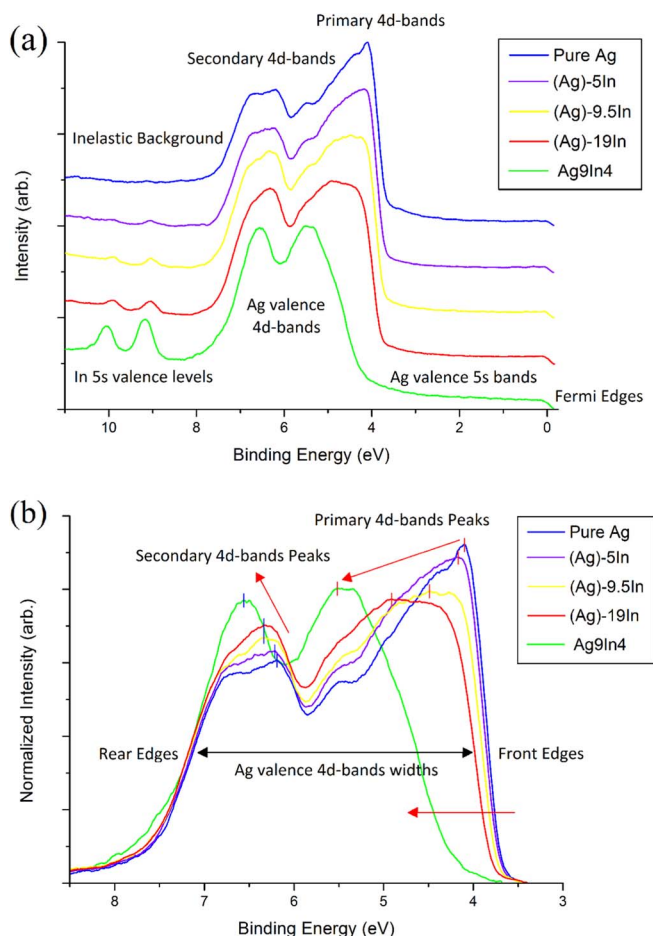 (a)
Primary 4d-bands
Secondary 4d-bands
Inelastic Background
Pure Ag
(Ag)-5In
(Ag)-9.5In
(Ag)-19In
Ag9In4
Intensity (arb.)
Ag valence
4d-bands
In 5s valence levels
Ag valence 5s bands
Fermi Edges
10
8
6
4
2
0
Binding Energy (eV)
(b)
Primary 4d-bands Peaks
Secondary 4d-bands Peaks
Pure Ag
(Ag)-5In
(Ag)-9.5In
(Ag)-19In
Ag9In4
Normalized Intensity (arb.)
Rear Edges
Front Edges
Ag valence 4d-bands widths
8
7
6
5
4
3
Binding Energy (eV)